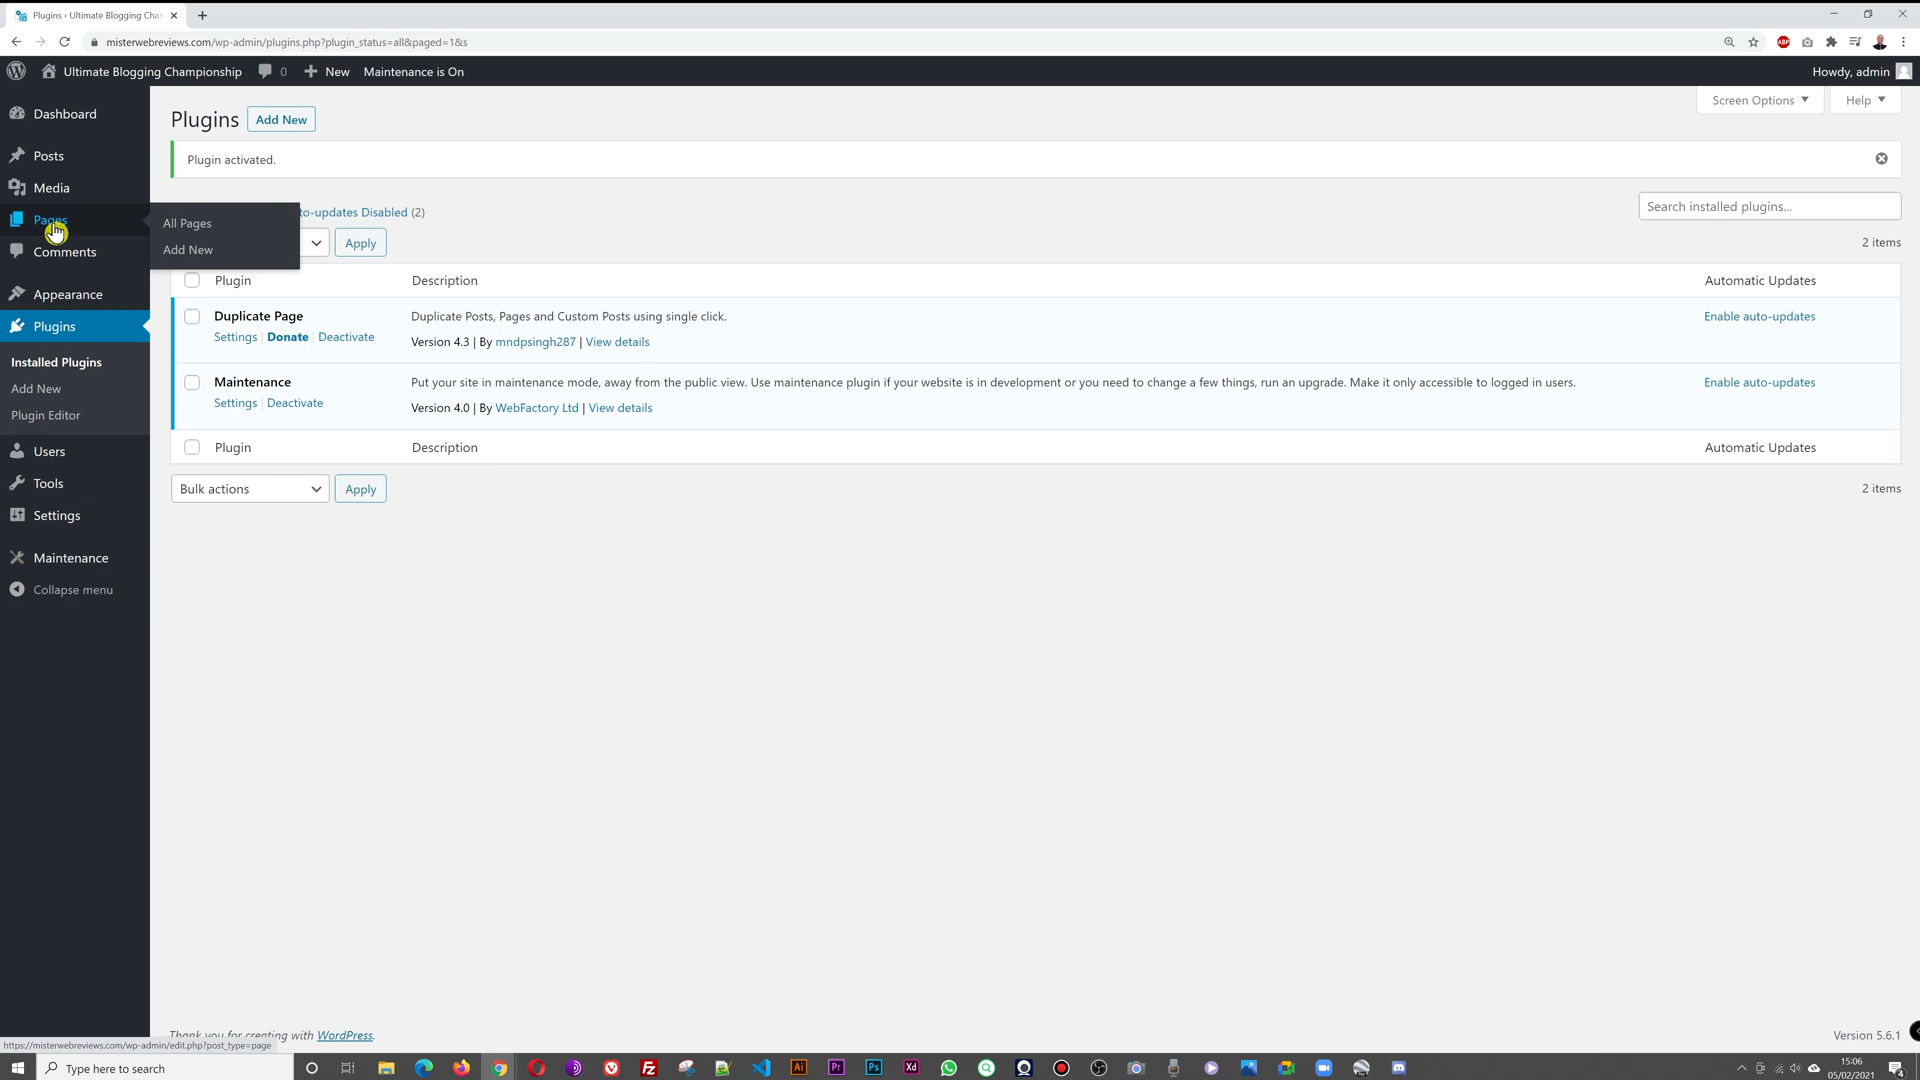 Plugins ‹ Ultimate Blogging Cham
misterwebreviews.com/wp-admin/plugins.php?plugin_status=all&paged=1&s
ABP
Ultimate Blogging Championship 0 New Maintenance is On
Howdy, admin
Dashboard
Posts
Media
Pages
Comments
Appearance
Plugins
Installed Plugins
Add New
Plugin Editor
Users
Tools
Settings
Maintenance
Collapse menu
All Pages
Add New
Screen Options Help
Plugins Add New
Plugin activated.
to-updates Disabled (2)
Search installed plugins...
Apply
2 items
Plugin Description Automatic Updates
Duplicate Page Duplicate Posts, Pages and Custom Posts using single click. Enable auto-updates
Settings | Donate | Deactivate Version 4.3 | By mndpsingh287 | View details
Maintenance Put your site in maintenance mode, away from the public view. Use maintenance plugin if your website is in development or you need to change a few things, run an upgrade. Make it only accessible to logged in users. Enable auto-updates
Settings | Deactivate Version 4.0 | By WebFactory Ltd | View details
Plugin Description Automatic Updates
Bulk actions Apply
2 items
Thank you for creating with WordPress.
Version 5.6.1
https://misterwebreviews.com/wp-admin/edit.php?post_type=page
Type here to search
Fz Ai Pr Ps Xd
15:06
05/02/2021
4